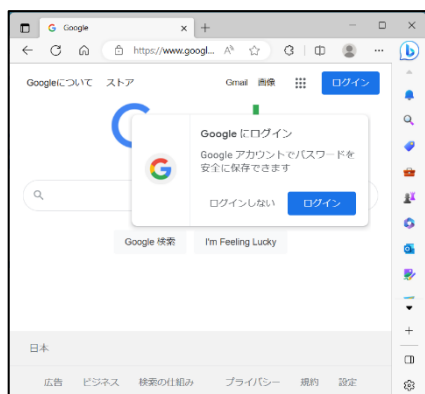 Google
https://www.googl...
Googleについて ストア Gmail 画像 ログイン
Google にログイン
Google アカウントでパスワードを
安全に保存できます
ログインしない ログイン
Google 検索 I'm Feeling Lucky
日本
広告 ビジネス 検索の仕組み プライバシー 規約 設定